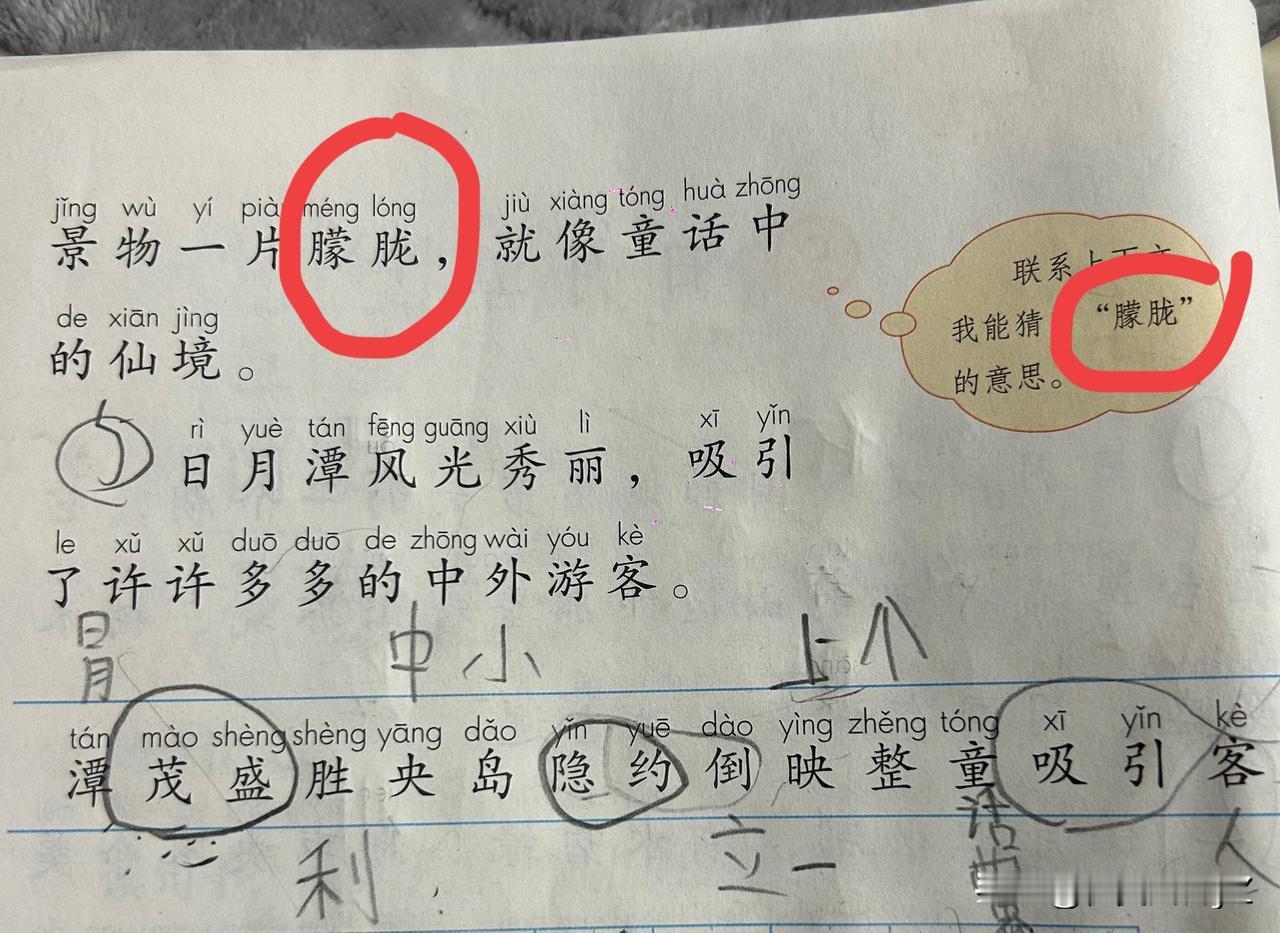 jǐng wù yí piàn méng lóng jiù xiàng tóng huà zhōng
景物一片朦胧，就像童话中
de xiān jìng
的仙境。
联系上下文，
我能猜“朦胧”
的意思。
rì yuè tán fēng guāng xiù lì xī yǐn
日月潭风光秀丽，吸引
le xǔ xǔ duō duō de zhōng wài yóu kè
了许许多多的中外游客。
日月 中 小 上 个
tán mào shèng shèng yāng dǎo yǐn yuē dào yìng zhěng tóng xī yǐn kè
潭茂盛胜央岛隐约倒映整童吸引客
利 立一 话 人